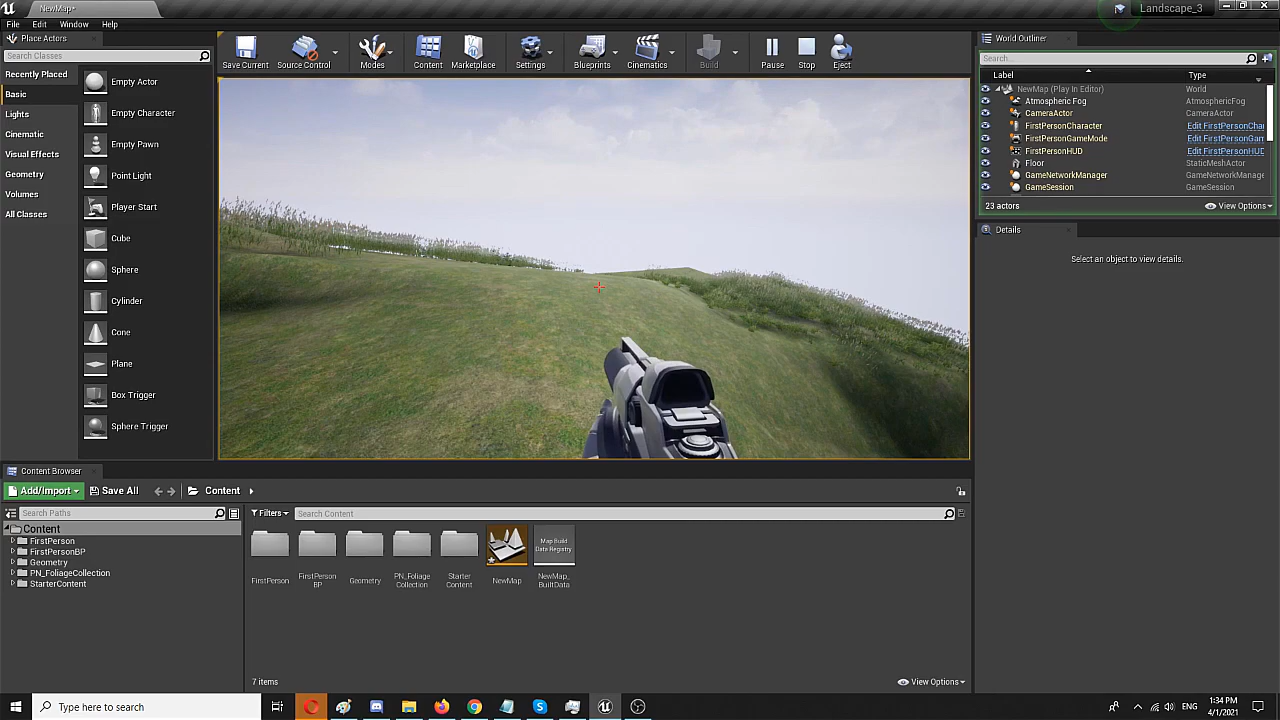 NewMap*
Landscape_3
File Edit Window Help
Place Actors
Search Classes
Recently Placed
Basic
Lights
Cinematic
Visual Effects
Geometry
Volumes
All Classes
Empty Actor
Empty Character
Empty Pawn
Point Light
Player Start
Cube
Sphere
Cylinder
Cone
Plane
Box Trigger
Sphere Trigger
Save Current Source Control Modes Content Marketplace Settings Blueprints Cinematics Build Pause Stop Eject
World Outliner
Search...
Label Type
NewMap (Play In Editor) World
Atmospheric Fog AtmosphericFog
CameraActor CameraActor
FirstPersonCharacter Edit FirstPersonChar
FirstPersonGameMode Edit FirstPersonGam
FirstPersonHUD Edit FirstPersonHUD
Floor StaticMeshActor
GameNetworkManager GameNetworkManage
GameSession GameSession
23 actors View Options
Details
Select an object to view details.
Content Browser
Add/Import Save All Content
Search Paths
Content
FirstPerson
FirstPersonBP
Geometry
PN_FoliageCollection
StarterContent
Filters Search Content
Map Build
Data Registry
FirstPerson
FirstPerson
BP
Geometry
PN_Foliage
Collection
Starter
Content
NewMap
NewMap_
BuiltData
7 items View Options
Type here to search
ENG
1:34 PM
4/1/2021